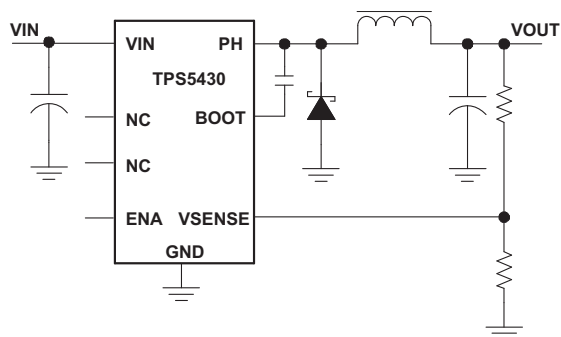 VIN
VOUT
VIN
PH
TPS5430
NC
BOOT
NC
ENA
VSENSE
GND